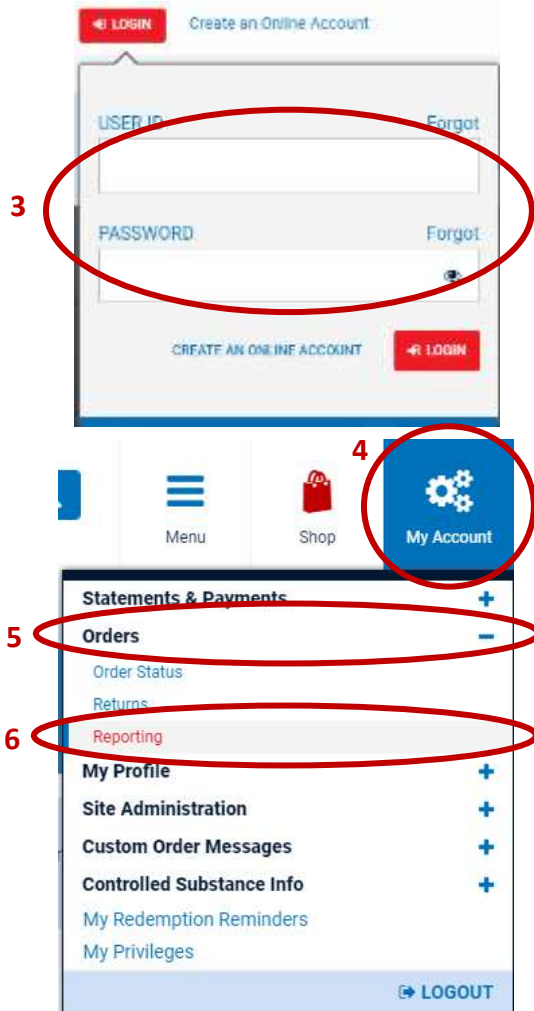 LOGIN Create an Online Account
USER ID Forgot
3
PASSWORD Forgot
CREATE AN ONLINE ACCOUNT LOGIN
4
Menu Shop My Account
Statements & Payments +
5 Orders −
Order Status
Returns
6 Reporting
My Profile +
Site Administration +
Custom Order Messages +
Controlled Substance Info +
My Redemption Reminders
My Privileges
LOGOUT